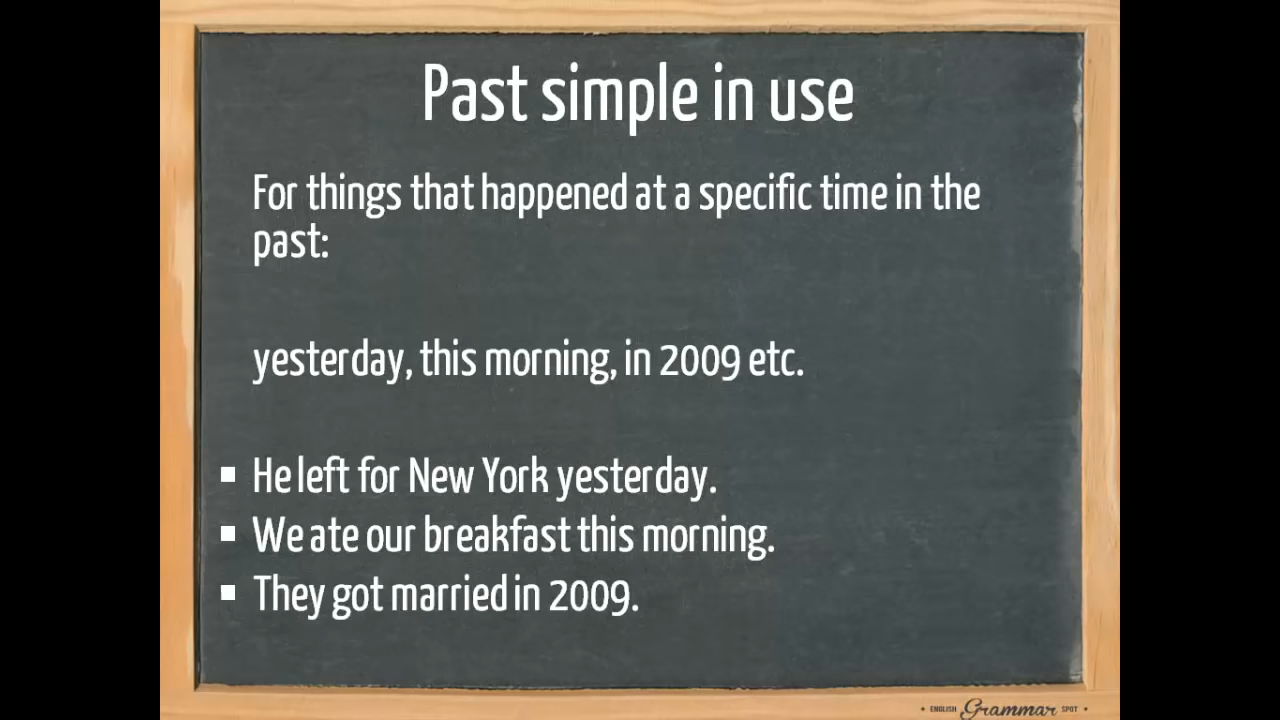 Past simple in use
For things that happened at a specific time in the
past:
yesterday, this morning, in 2009 etc.
▪ He left for New York yesterday.
▪ We ate our breakfast this morning.
▪ They got married in 2009.
• ENGLISH Grammar SPOT •